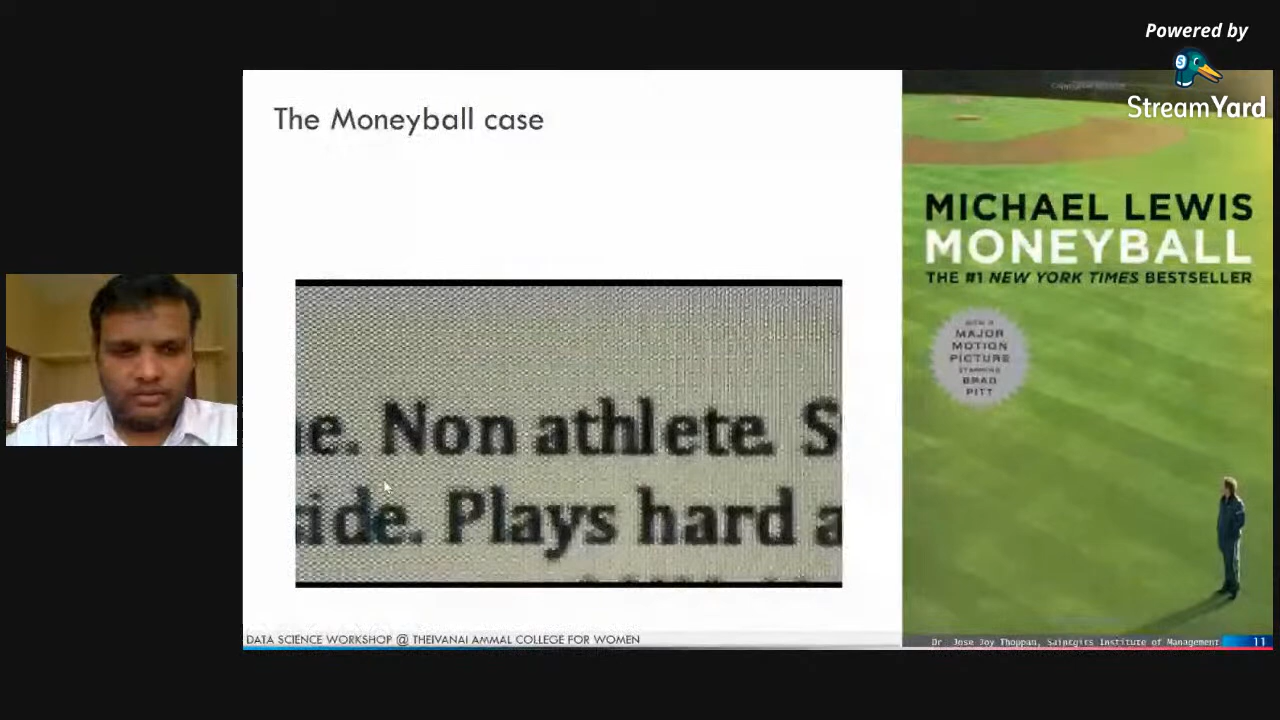 Powered by
StreamYard
The Moneyball case
MICHAEL LEWIS
MONEYBALL
THE #1 NEW YORK TIMES BESTSELLER
MAJOR
MOTION
PICTURE
STARRING
BRAD
PITT
e. Non athlete. S
ide. Plays hard a
DATA SCIENCE WORKSHOP @ THEIVANAI AMMAL COLLEGE FOR WOMEN
Dr. Jose Joy Thoppan, Saintgits Institute of Management
11